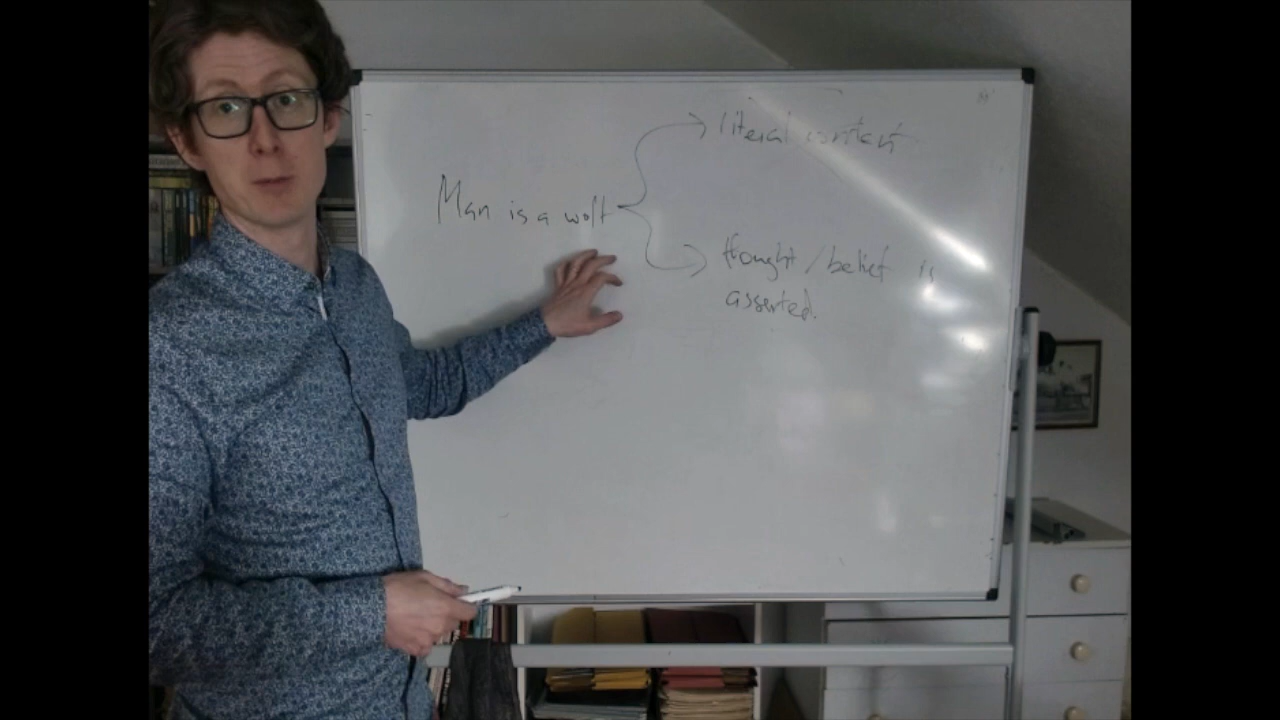 Man is a wolf
literal content
thought / belief is
asserted.